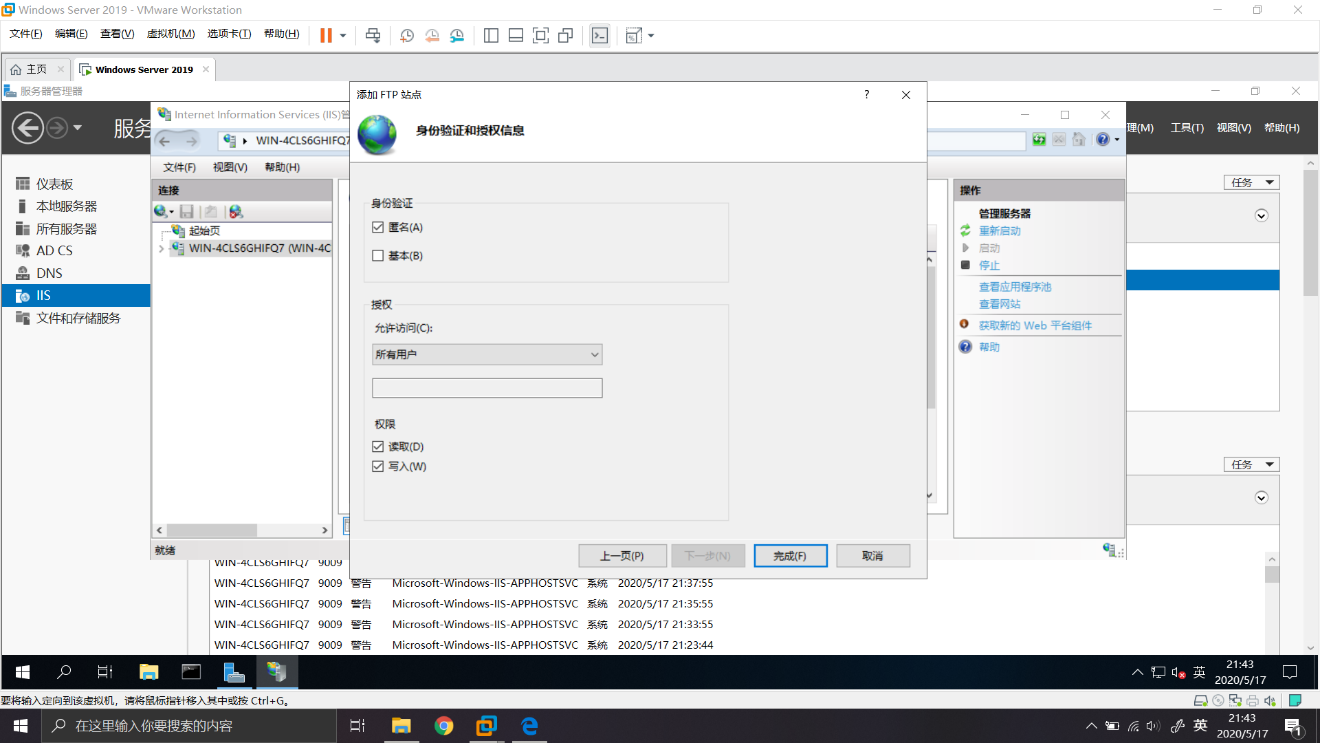 Windows Server 2019 - VMware Workstation
文件(F) 编辑(E) 查看(V) 虚拟机(M) 选项卡(T) 帮助(H)
主页 Windows Server 2019
服务器管理器
服务
理(M) 工具(T) 视图(V) 帮助(H)
仪表板
本地服务器
所有服务器
AD CS
DNS
IIS
文件和存储服务
Internet Information Services (IIS)管
WIN-4CLS6GHIFQ7
文件(F) 视图(V) 帮助(H)
连接
起始页
WIN-4CLS6GHIFQ7 (WIN-4C
就绪
添加 FTP 站点
?
身份验证和授权信息
身份验证
匿名(A)
基本(B)
授权
允许访问(C):
所有用户
权限
读取(D)
写入(W)
上一页(P) 下一步(N) 完成(F) 取消
操作
管理服务器
重新启动
启动
停止
查看应用程序池
查看网站
获取新的 Web 平台组件
帮助
任务
任务
WIN-4CLS6GHIFQ7 9009
WIN-4CLS6GHIFQ7 9009 警告 Microsoft-Windows-IIS-APPHOSTSVC 系统 2020/5/17 21:37:55
WIN-4CLS6GHIFQ7 9009 警告 Microsoft-Windows-IIS-APPHOSTSVC 系统 2020/5/17 21:35:55
WIN-4CLS6GHIFQ7 9009 警告 Microsoft-Windows-IIS-APPHOSTSVC 系统 2020/5/17 21:33:55
WIN-4CLS6GHIFQ7 9009 警告 Microsoft-Windows-IIS-APPHOSTSVC 系统 2020/5/17 21:23:44
英 21:43
2020/5/17
要将输入定向到该虚拟机，请将鼠标指针移入其中或按 Ctrl+G。
在这里输入你要搜索的内容
英 21:43
2020/5/17
1